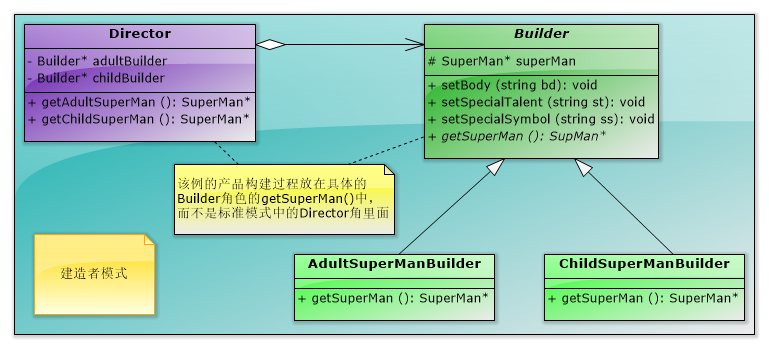 Director
- Builder* adultBuilder
- Builder* childBuilder
+ getAdultSuperMan (): SuperMan*
+ getChildSuperMan (): SuperMan*
Builder
# SuperMan* superMan
+ setBody (string bd): void
+ setSpecialTalent (string st): void
+ setSpecialSymbol (string ss): void
+ getSuperMan (): SupMan*
该例的产品构建过程放在具体的
Builder角色的getSuperMan()中，
而不是标准模式中的Director角里面
建造者模式
AdultSuperManBuilder
+ getSuperMan (): SuperMan*
ChildSuperManBuilder
+ getSuperMan (): SuperMan*